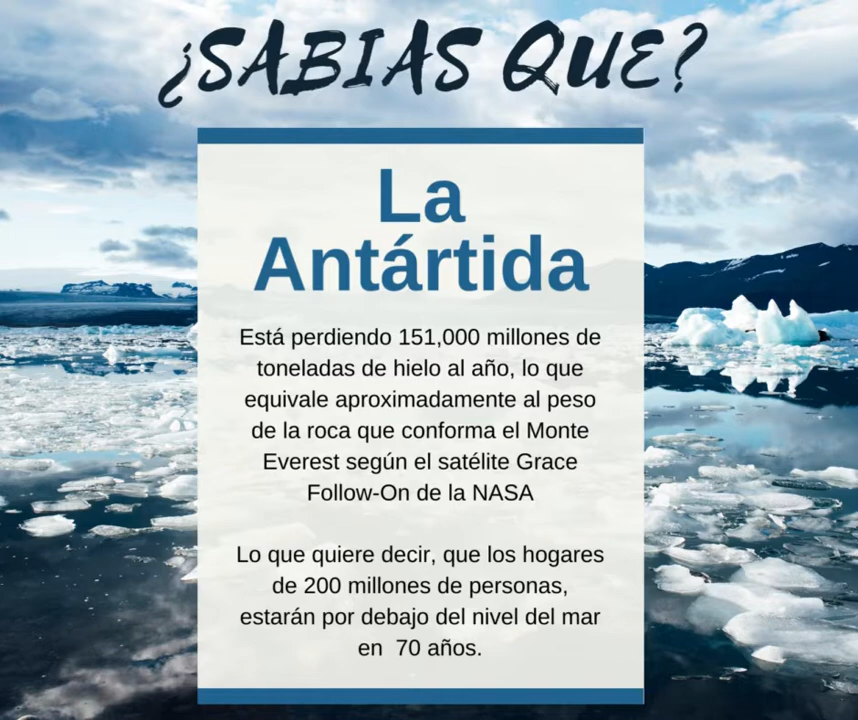 ¿SABIAS QUE?
La
Antártida
Está perdiendo 151,000 millones de
toneladas de hielo al año, lo que
equivale aproximadamente al peso
de la roca que conforma el Monte
Everest según el satélite Grace
Follow-On de la NASA
Lo que quiere decir, que los hogares
de 200 millones de personas,
estarán por debajo del nivel del mar
en  70 años.